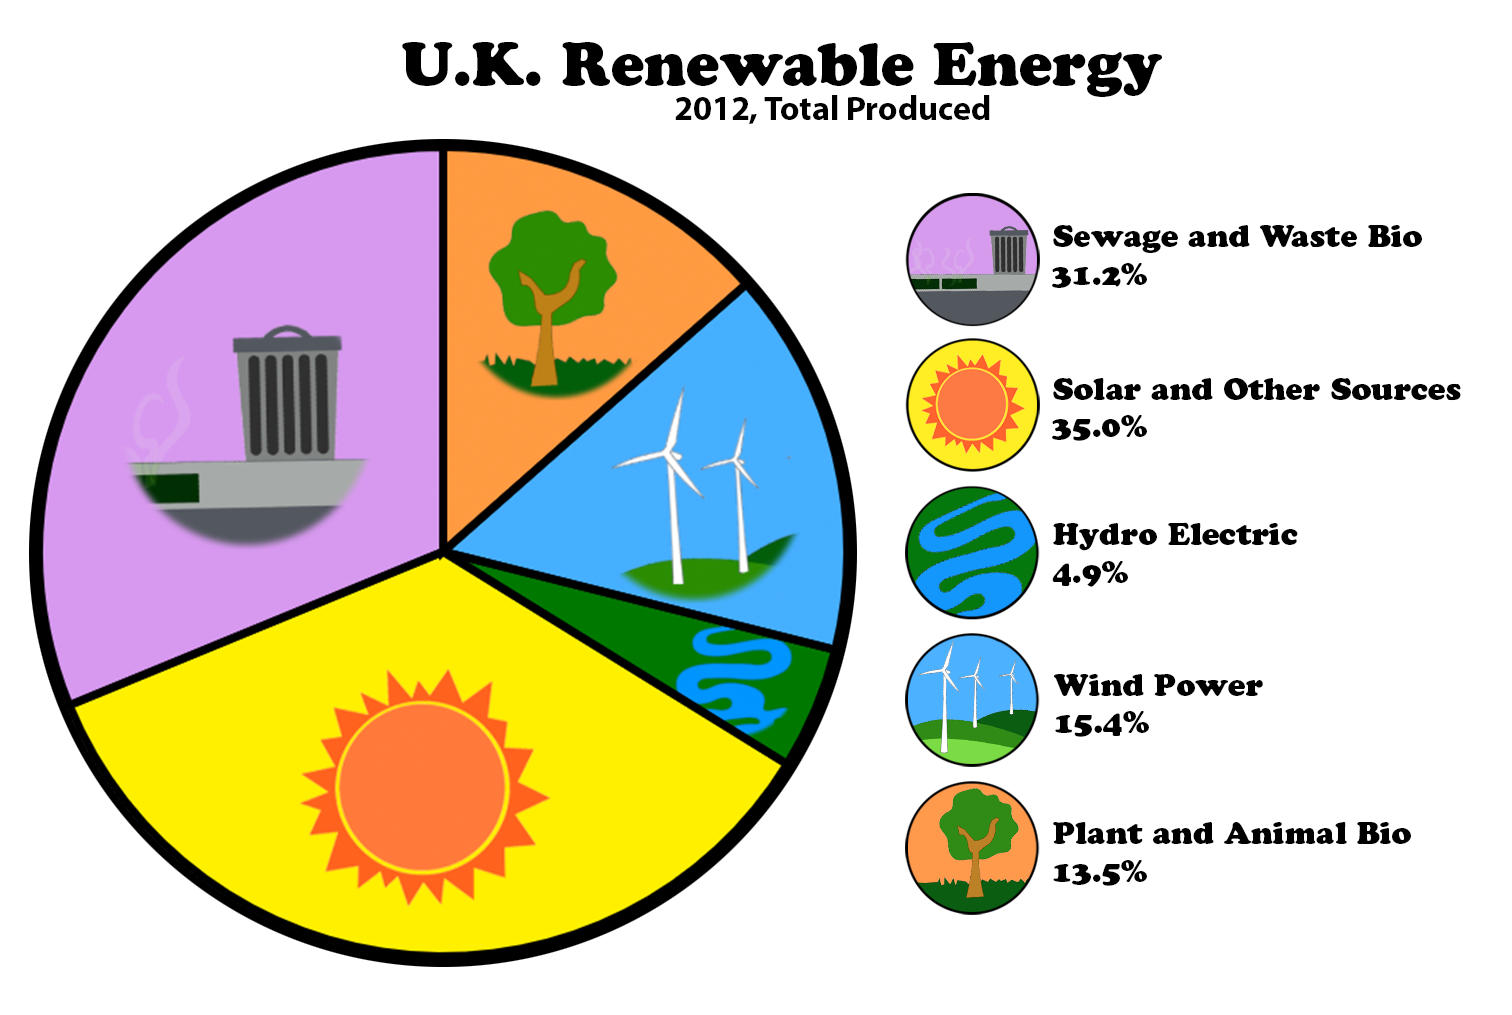 U.K. Renewable Energy
2012, Total Produced
Sewage and Waste Bio
31.2%
Solar and Other Sources
35.0%
Hydro Electric
4.9%
Wind Power
15.4%
Plant and Animal Bio
13.5%